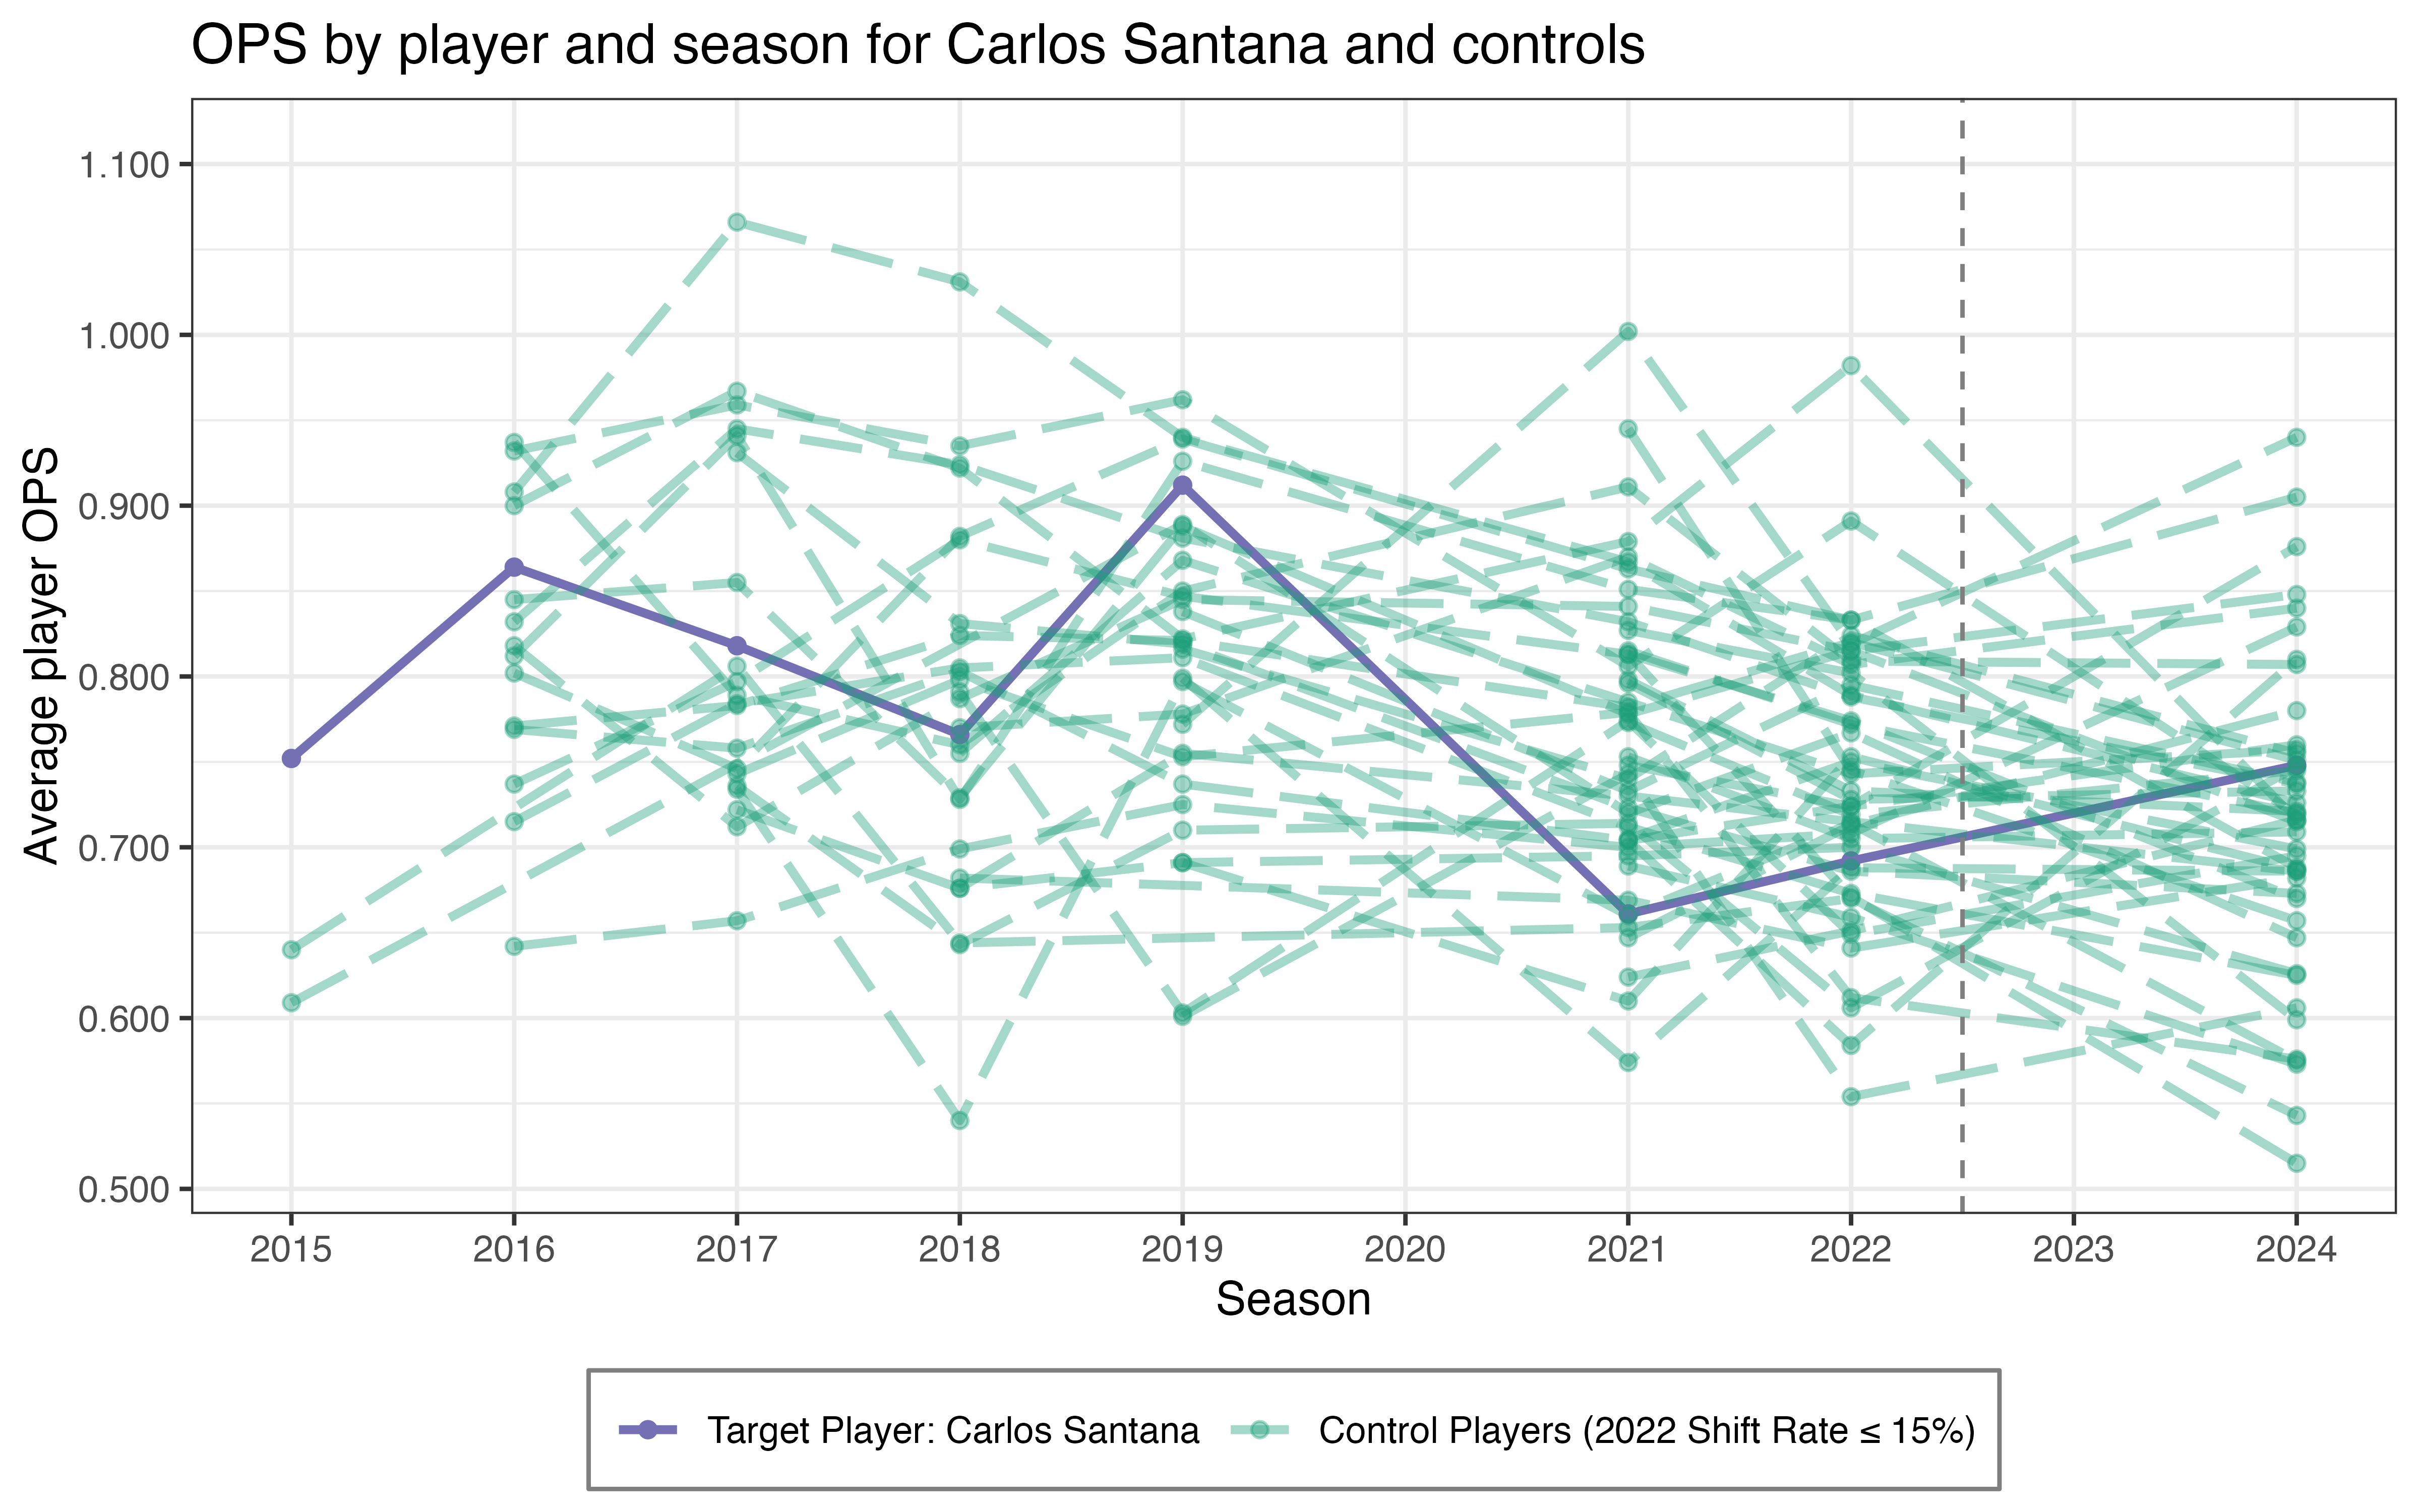 OPS by player and season for Carlos Santana and controls
Average player OPS
1.100
1.000
0.900
0.800
0.700
0.600
0.500
2015 2016 2017 2018 2019 2020 2021 2022 2023 2024
Season
Target Player: Carlos Santana Control Players (2022 Shift Rate ≤ 15%)